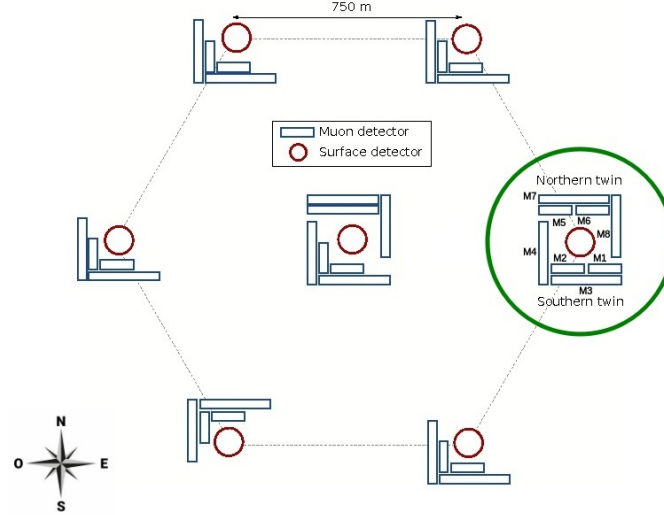 750 m
Muon detector
Surface detector
Northern twin
M7
M5 M6
M8
M4
M2 M1
M3
Southern twin
N
O E
S